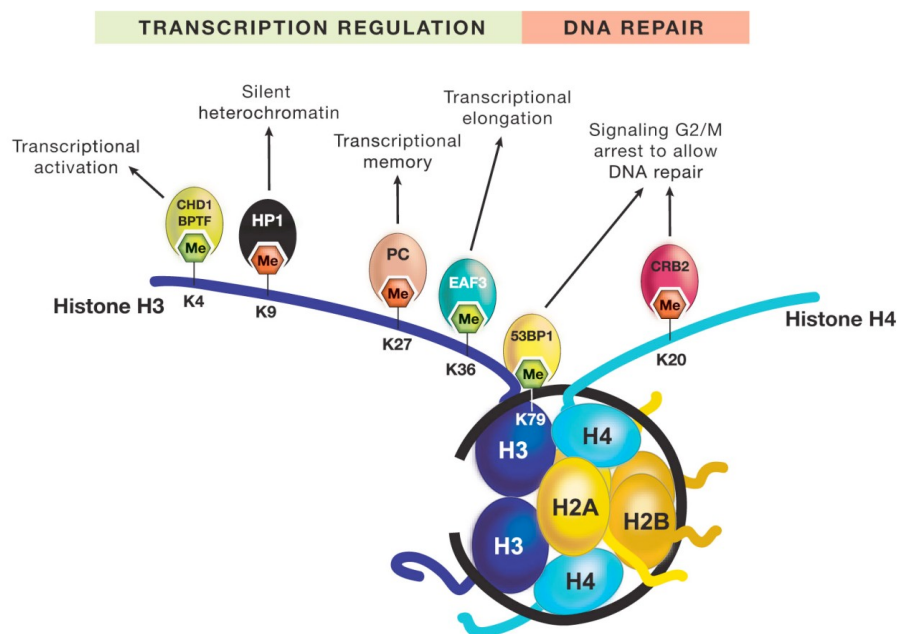 TRANSCRIPTION REGULATION
DNA REPAIR
Silent
heterochromatin
Transcriptional
elongation
Transcriptional
activation
Transcriptional
memory
Signaling G2/M
arrest to allow
DNA repair
CHD1
BPTF
Me
HP1
Me
PC
Me
EAF3
Me
53BP1
Me
CRB2
Me
Histone H3
K4
K9
K27
K36
K79
K20
Histone H4
H3
H4
H2A
H2B
H3
H4